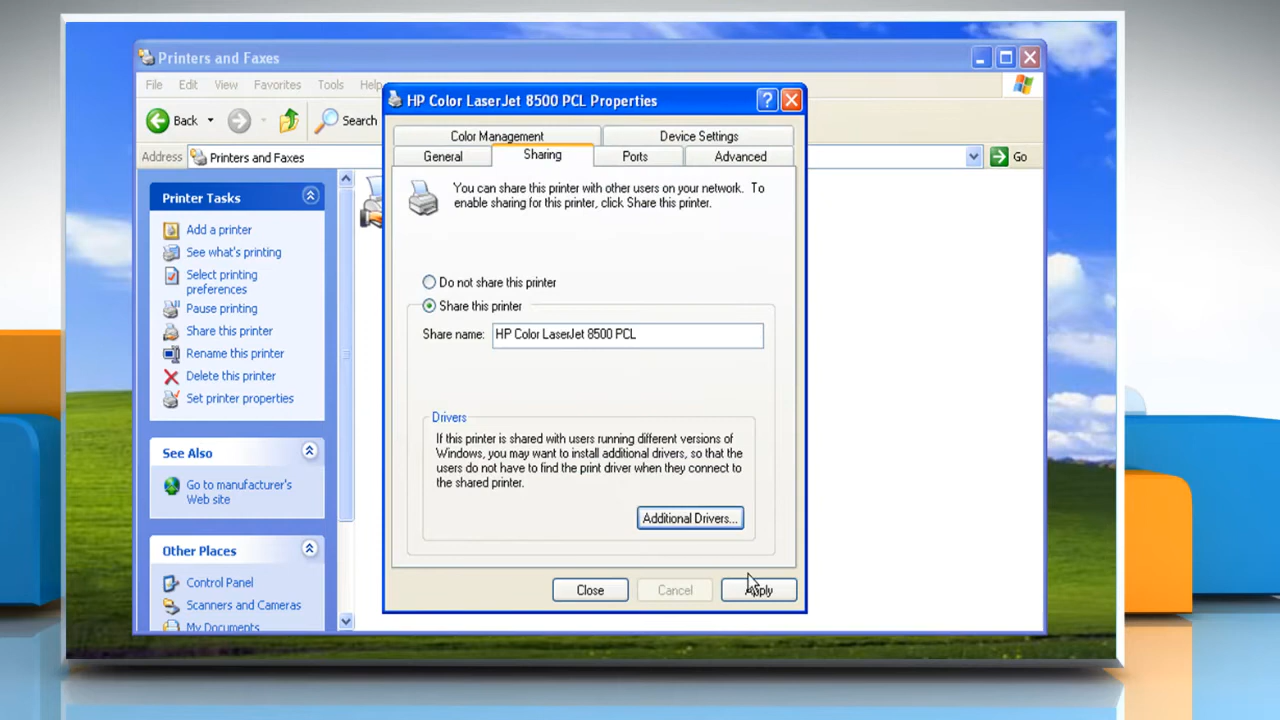 Printers and Faxes
File Edit View Favorites Tools Help
Back Search
Address Printers and Faxes Go
Printer Tasks
Add a printer
See what's printing
Select printing
preferences
Pause printing
Share this printer
Rename this printer
Delete this printer
Set printer properties
See Also
Go to manufacturer's
Web site
Other Places
Control Panel
Scanners and Cameras
My Documents
HP Color LaserJet 8500 PCL Properties
Color Management Device Settings
General Sharing Ports Advanced
You can share this printer with other users on your network. To
enable sharing for this printer, click Share this printer.
Do not share this printer
Share this printer
Share name: HP Color LaserJet 8500 PCL
Drivers
If this printer is shared with users running different versions of
Windows, you may want to install additional drivers, so that the
users do not have to find the print driver when they connect to
the shared printer.
Additional Drivers...
Close Cancel Apply